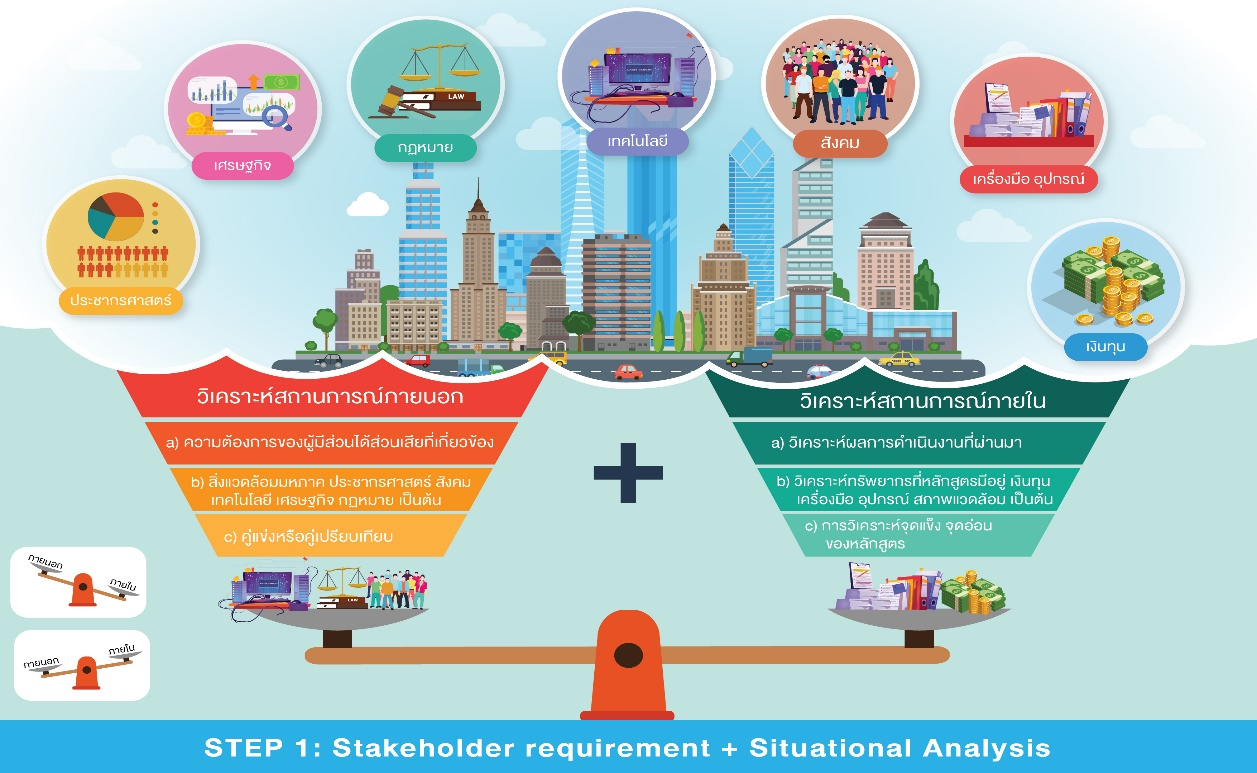 เศรษฐกิจ
LAW
กฎหมาย
เทคโนโลยี
สังคม
เครื่องมือ อุปกรณ์
ประชากรศาสตร์
เงินทุน
วิเคราะห์สถานการณ์ภายนอก
a) ความต้องการของผู้มีส่วนได้ส่วนเสียที่เกี่ยวข้อง
b) สิ่งแวดล้อมมหภาค ประชากรศาสตร์ สังคม
เทคโนโลยี เศรษฐกิจ กฎหมาย เป็นต้น
c) คู่แข่งหรือคู่เปรียบเทียบ
+
วิเคราะห์สถานการณ์ภายใน
a) วิเคราะห์ผลการดำเนินงานที่ผ่านมา
b) วิเคราะห์ทรัพยากรที่หลักสูตรมีอยู่ เงินทุน
เครื่องมือ อุปกรณ์ สภาพแวดล้อม เป็นต้น
c) การวิเคราะห์จุดแข็ง จุดอ่อน
ของหลักสูตร
ภายนอก
ภายใน
ภายนอก
ภายใน
LAW
STEP 1: Stakeholder requirement + Situational Analysis